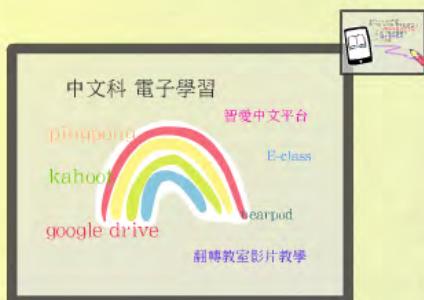 中文科 電子學習
智愛中文平台
pingpong
E-class
kahoot
nearpod
google drive
翻轉教室影片教學